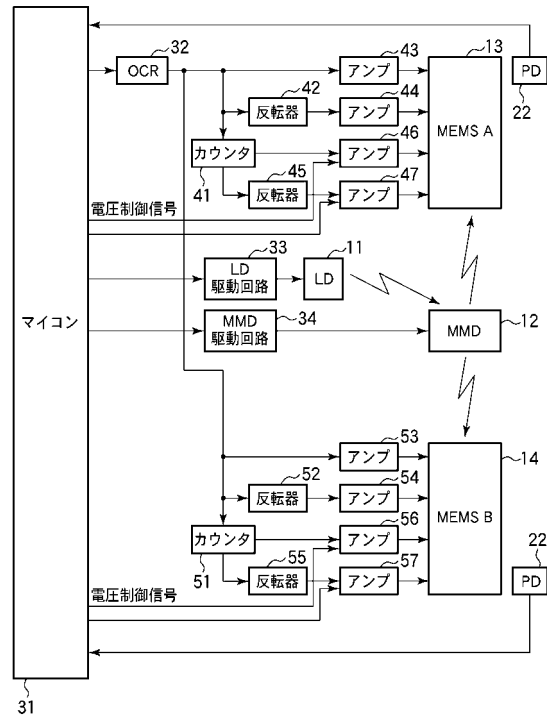 32
OCR
43
アンプ
13
MEMS A
PD
22
42
反転器
44
アンプ
カウンタ
41
46
アンプ
45
反転器
47
アンプ
電圧制御信号
33
LD
駆動回路
11
LD
マイコン
MMD
駆動回路
34
MMD
12
53
アンプ
14
MEMS B
52
反転器
54
アンプ
カウンタ
51
56
アンプ
55
反転器
57
アンプ
22
PD
電圧制御信号
31